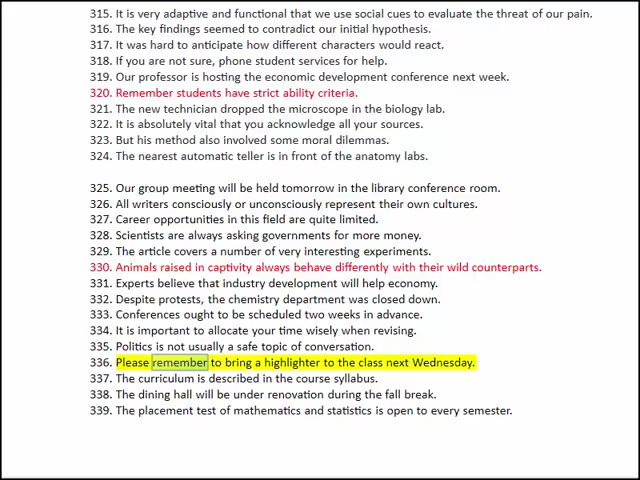 315. It is very adaptive and functional that we use social cues to evaluate the threat of our pain.
316. The key findings seemed to contradict our initial hypothesis.
317. It was hard to anticipate how different characters would react.
318. If you are not sure, phone student services for help.
319. Our professor is hosting the economic development conference next week.
320. Remember students have strict ability criteria.
321. The new technician dropped the microscope in the biology lab.
322. It is absolutely vital that you acknowledge all your sources.
323. But his method also involved some moral dilemmas.
324. The nearest automatic teller is in front of the anatomy labs.
325. Our group meeting will be held tomorrow in the library conference room.
326. All writers consciously or unconsciously represent their own cultures.
327. Career opportunities in this field are quite limited.
328. Scientists are always asking governments for more money.
329. The article covers a number of very interesting experiments.
330. Animals raised in captivity always behave differently with their wild counterparts.
331. Experts believe that industry development will help economy.
332. Despite protests, the chemistry department was closed down.
333. Conferences ought to be scheduled two weeks in advance.
334. It is important to allocate your time wisely when revising.
335. Politics is not usually a safe topic of conversation.
336. Please remember to bring a highlighter to the class next Wednesday.
337. The curriculum is described in the course syllabus.
338. The dining hall will be under renovation during the fall break.
339. The placement test of mathematics and statistics is open to every semester.